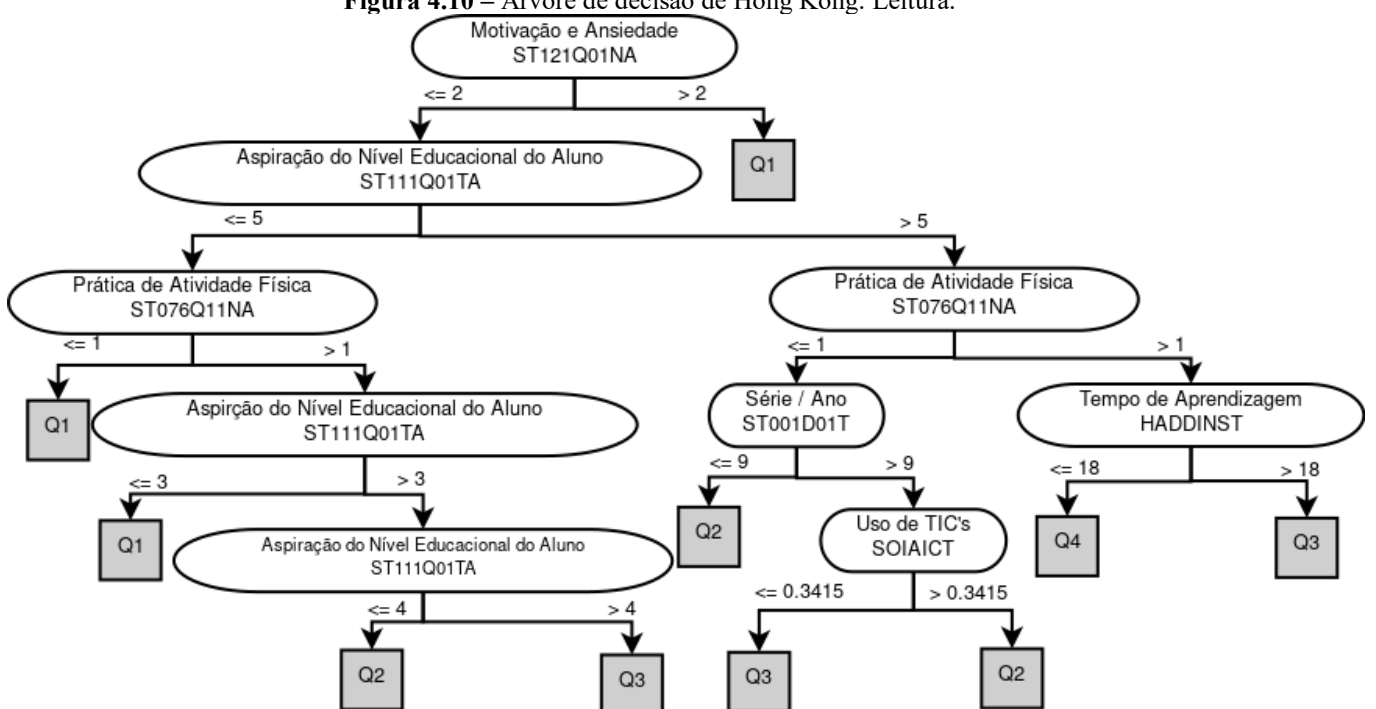 Figura 4.10 – Árvore de decisão de Hong Kong. Leitura.
Motivação e Ansiedade
ST121Q01NA
<= 2
> 2
Aspiração do Nível Educacional do Aluno
ST111Q01TA
Q1
<= 5
> 5
Prática de Atividade Física
ST076Q11NA
Prática de Atividade Física
ST076Q11NA
<= 1
> 1
<= 1
> 1
Q1
Aspirção do Nível Educacional do Aluno
ST111Q01TA
Série / Ano
ST001D01T
Tempo de Aprendizagem
HADDINST
<= 3
> 3
<= 9
> 9
<= 18
> 18
Q1
Aspiração do Nível Educacional do Aluno
ST111Q01TA
Q2
Uso de TIC's
SOIAICT
Q4
Q3
<= 4
> 4
<= 0.3415
> 0.3415
Q2
Q3
Q3
Q2